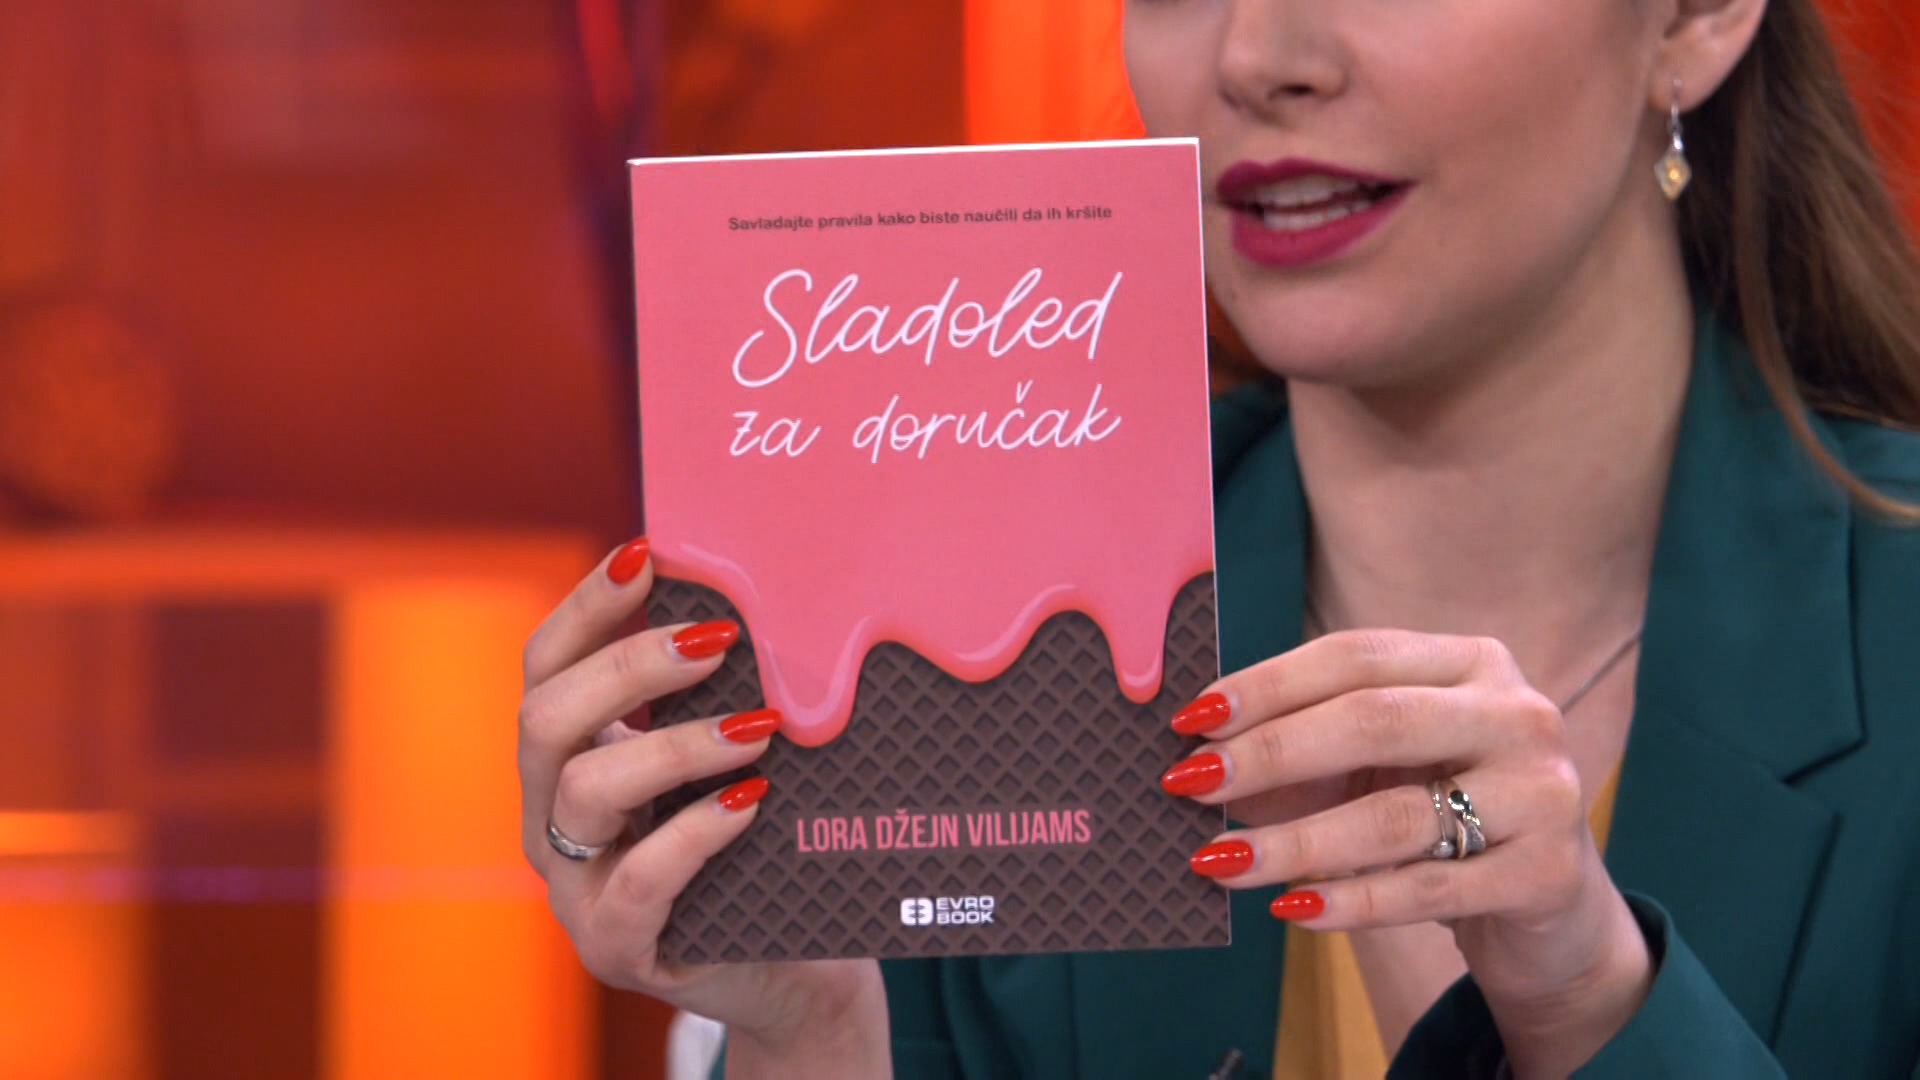 Savladajte pravila kako biste naučili da ih kršite
Sladoled
za doručak
LORA DŽEJN VILIJAMS
EVRO
BOOK